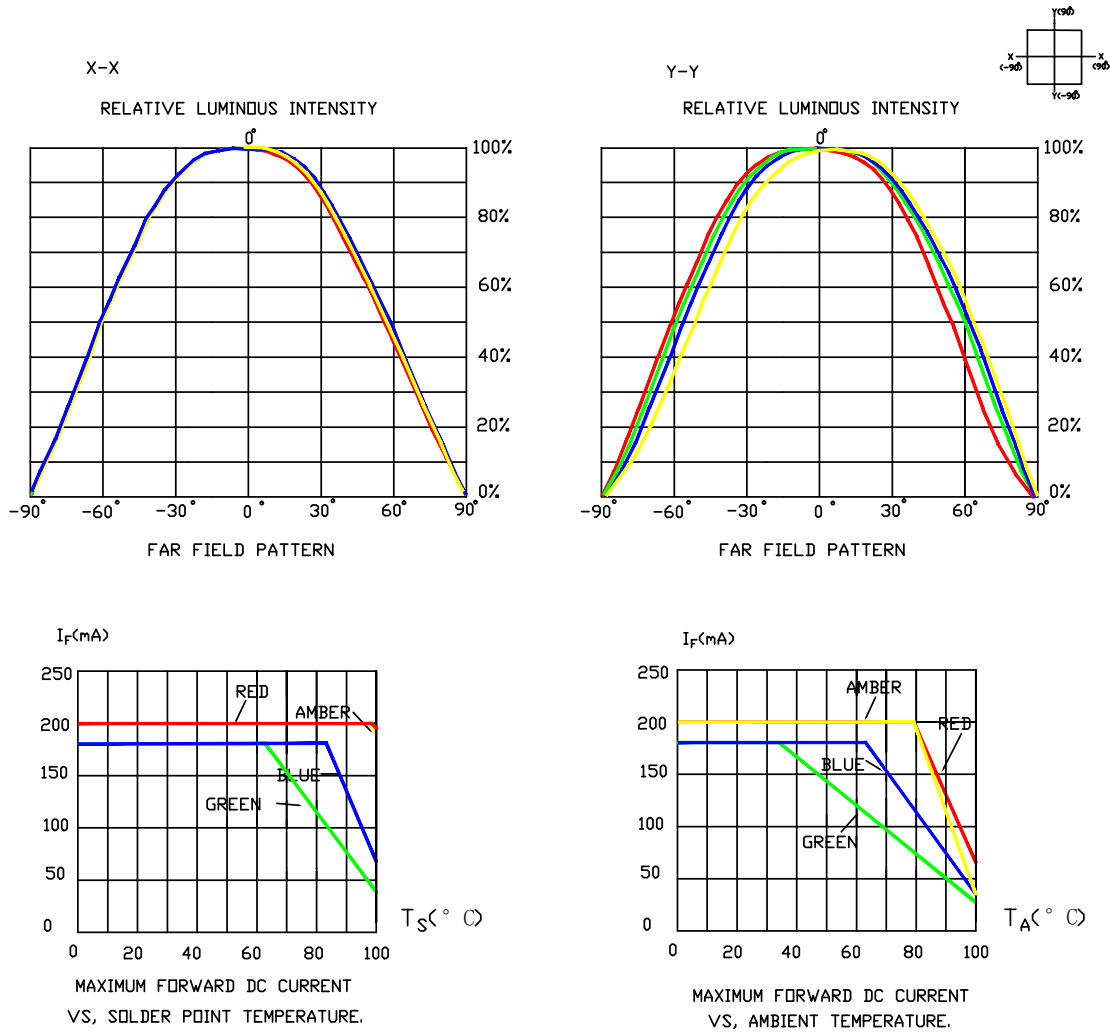 Y(90°)
X X
(-90°) (90°)
Y(-90°)
X-X
RELATIVE LUMINOUS INTENSITY
0°
100%
80%
60%
40%
20%
0%
-90° -60° -30° 0° 30° 60° 90°
FAR FIELD PATTERN
Y-Y
RELATIVE LUMINOUS INTENSITY
0°
100%
80%
60%
40%
20%
0%
-90° -60° -30° 0° 30° 60° 90°
FAR FIELD PATTERN
IF(mA)
250
200
150
100
50
0
RED
AMBER
BLUE
GREEN
0 20 40 60 80 100
TS(° C)
MAXIMUM FORWARD DC CURRENT
VS, SOLDER POINT TEMPERATURE.
IF(mA)
250
200
150
100
50
0
AMBER
RED
BLUE
GREEN
0 20 40 60 80 100
TA(° C)
MAXIMUM FORWARD DC CURRENT
VS, AMBIENT TEMPERATURE.